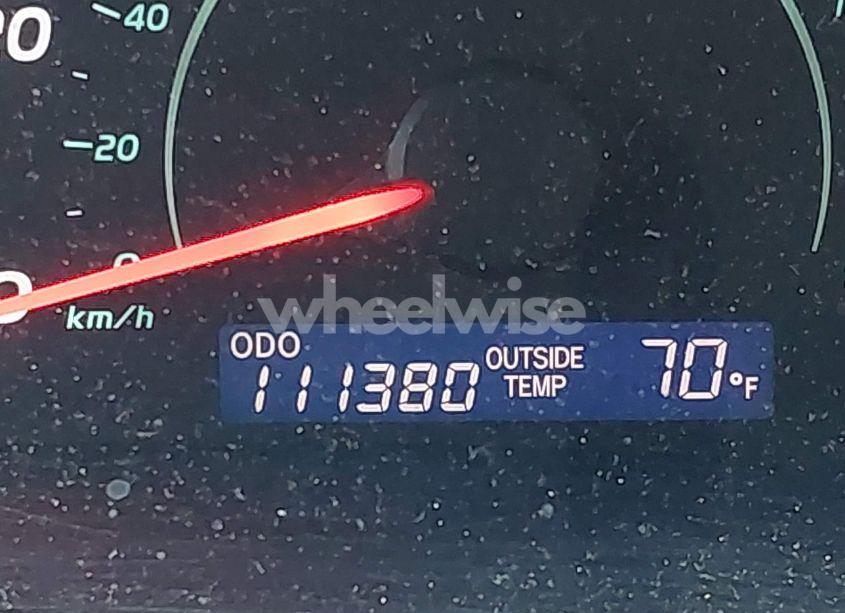 40
20
0
km/h
wheelwise
ODO
111380
OUTSIDE
TEMP
70°F